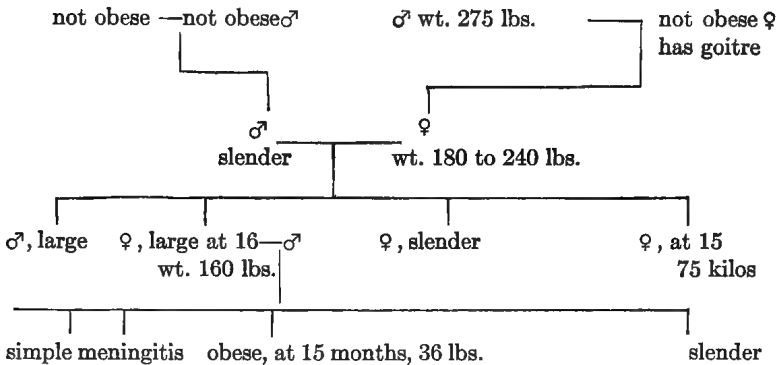 not obese —not obese♂ ♂ wt. 275 lbs. not obese ♀
has goitre
♂ ♀
slender wt. 180 to 240 lbs.
♂, large ♀, large at 16—♂ ♀, slender ♀, at 15
wt. 160 lbs. 75 kilos
simple meningitis obese, at 15 months, 36 lbs. slender